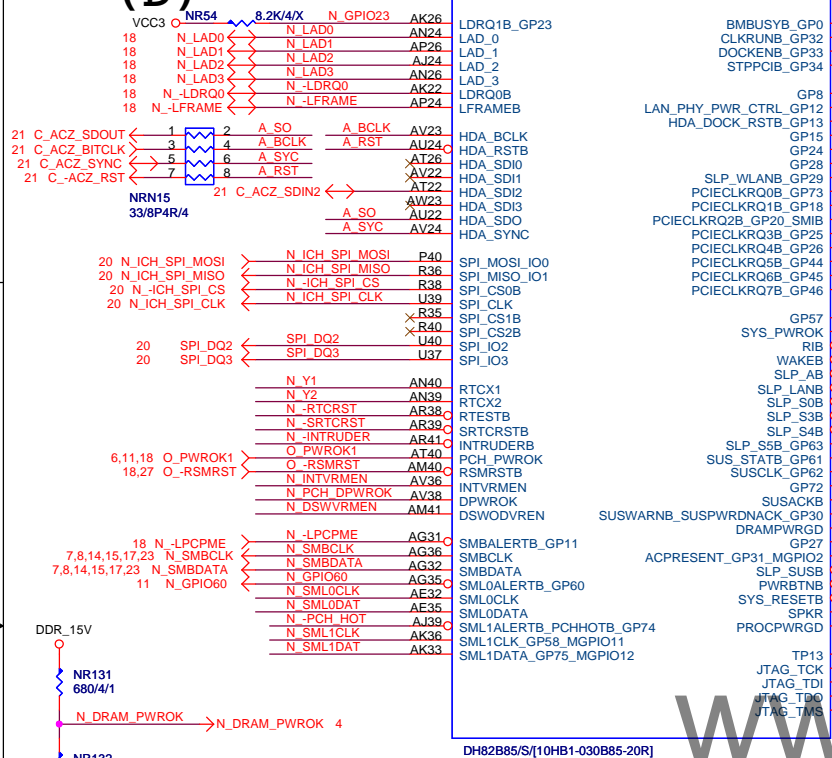 (D)
VCC3 NR54 8.2K/4/X N_GPIO23 AK26 LDRQ1B_GP23 BMBUSYB_GP0
18 N_LAD0 N_LAD0 AN24 LAD_0 CLKRUNB_GP32
18 N_LAD1 N_LAD1 AP26 LAD_1 DOCKENB_GP33
18 N_LAD2 N_LAD2 AJ24 LAD_2 STPPCIB_GP34
18 N_LAD3 N_LAD3 AN26 LAD_3
18 N_-LDRQ0 N_-LDRQ0 AK22 LDRQ0B GP8
18 N_-LFRAME N_-LFRAME AP24 LFRAMEB LAN_PHY_PWR_CTRL_GP12
HDA_DOCK_RSTB_GP13
21 C_ACZ_SDOUT 1 2 A_SO A_BCLK AV23 HDA_BCLK GP15
21 C_ACZ_BITCLK 3 4 A_BCLK A_RST AU24 HDA_RSTB GP24
21 C_ACZ_SYNC 5 6 A_SYC AT26 HDA_SDI0 GP28
21 C_-ACZ_RST 7 8 A_RST AV22 HDA_SDI1 SLP_WLANB_GP29
NRN15 21 C_ACZ_SDIN2 AT22 HDA_SDI2 PCIECLKRQ0B_GP73
33/8P4R/4 AW23 HDA_SDI3 PCIECLKRQ1B_GP18
A_SO AU22 HDA_SDO PCIECLKRQ2B_GP20_SMIB
A_SYC AV24 HDA_SYNC PCIECLKRQ3B_GP25
PCIECLKRQ4B_GP26
20 N_ICH_SPI_MOSI N_ICH_SPI_MOSI P40 SPI_MOSI_IO0 PCIECLKRQ5B_GP44
20 N_ICH_SPI_MISO N_ICH_SPI_MISO R36 SPI_MISO_IO1 PCIECLKRQ6B_GP45
20 N_-ICH_SPI_CS N_-ICH_SPI_CS R38 SPI_CS0B PCIECLKRQ7B_GP46
20 N_ICH_SPI_CLK N_ICH_SPI_CLK U39 SPI_CLK
R35 SPI_CS1B GP57
R40 SPI_CS2B SYS_PWROK
20 SPI_DQ2 SPI_DQ2 U40 SPI_IO2 RIB
20 SPI_DQ3 SPI_DQ3 U37 SPI_IO3 WAKEB
SLP_AB
N_Y1 AN40 RTCX1 SLP_LANB
N_Y2 AN39 RTCX2 SLP_S0B
N_-RTCRST AR38 RTESTB SLP_S3B
N_-SRTCRST AR39 SRTCRSTB SLP_S4B
N_-INTRUDER AR41 INTRUDERB SLP_S5B_GP63
6,11,18 O_PWROK1 O_PWROK1 AT40 PCH_PWROK SUS_STATB_GP61
18,27 O_-RSMRST O_-RSMRST AM40 RSMRSTB SUSCLK_GP62
N_INTVRMEN AV36 INTVRMEN GP72
N_PCH_DPWROK AV38 DPWROK SUSACKB
N_DSWVRMEN AM41 DSWODVREN SUSWARNB_SUSPWRDNACK_GP30
DRAMPWRGD
18 N_-LPCPME N_-LPCPME AG31 SMBALERTB_GP11 GP27
7,8,14,15,17,23 N_SMBCLK N_SMBCLK AG36 SMBCLK ACPRESENT_GP31_MGPIO2
7,8,14,15,17,23 N_SMBDATA N_SMBDATA AG32 SMBDATA SLP_SUSB
11 N_GPIO60 N_GPIO60 AG35 SML0ALERTB_GP60 PWRBTNB
N_SML0CLK AE32 SML0CLK SYS_RESETB
N_SML0DAT AE35 SML0DATA SPKR
N_-PCH_HOT AJ39 SML1ALERTB_PCHHOTB_GP74 PROCPWRGD
N_SML1CLK AK36 SML1CLK_GP58_MGPIO11
N_SML1DAT AK33 SML1DATA_GP75_MGPIO12 TP13
DDR_15V JTAG_TCK
NR131 JTAG_TDI
680/4/1 JTAG_TDO
JTAG_TMS
N_DRAM_PWROK N_DRAM_PWROK 4
NR132
DH82B85/S/[10HB1-030B85-20R]